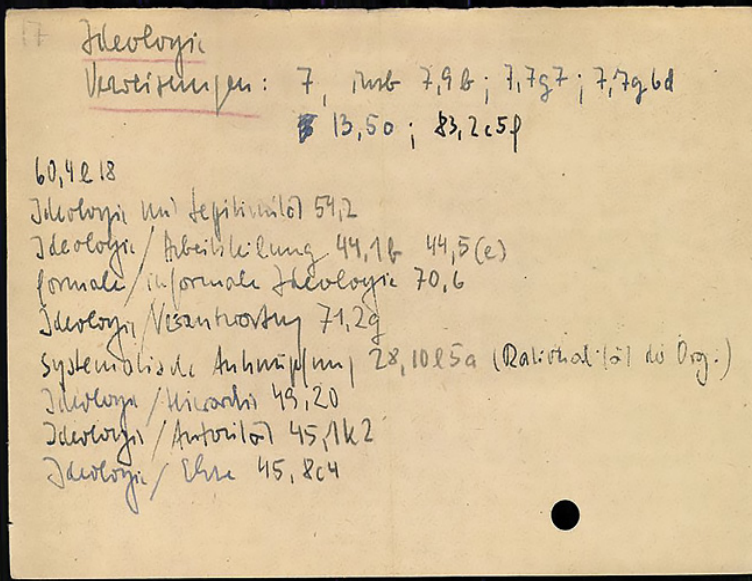 17 Ideologie
Verweisungen: 7, insb 7,9b; 7,7g7; 7,7g6d
13,50; 83,2c5f
60,4l18
Ideologie und Legitimität 54,2
Ideologie/Arbeitsteilung 44,1b 44,5(e)
formale/informale Ideologie 70,6
Ideologie/Verantwortung 71,2g
Systematische Anknüpfung 28,10l5a (Rationalität der Org.)
Ideologie/Hierarchie 49,20
Ideologie/Autorität 45,1k2
Ideologie/ 45,8c4